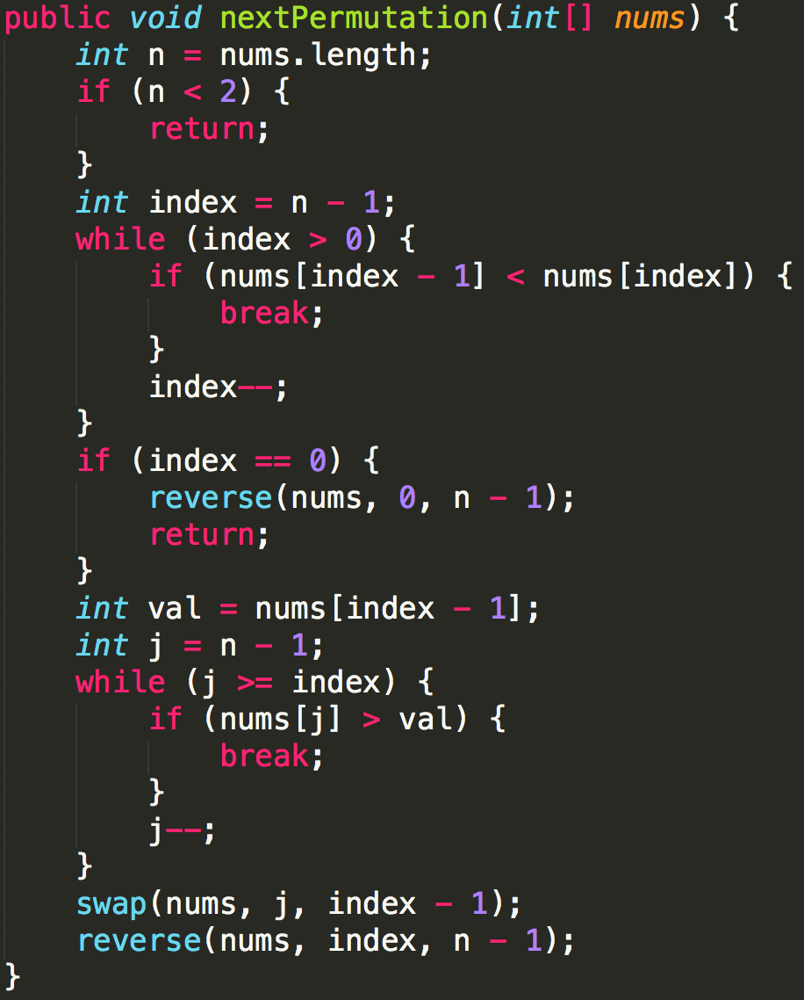 public void nextPermutation(int[] nums) {
    int n = nums.length;
    if (n < 2) {
        return;
    }
    int index = n - 1;
    while (index > 0) {
        if (nums[index - 1] < nums[index]) {
            break;
        }
        index--;
    }
    if (index == 0) {
        reverse(nums, 0, n - 1);
        return;
    }
    int val = nums[index - 1];
    int j = n - 1;
    while (j >= index) {
        if (nums[j] > val) {
            break;
        }
        j--;
    }
    swap(nums, j, index - 1);
    reverse(nums, index, n - 1);
}